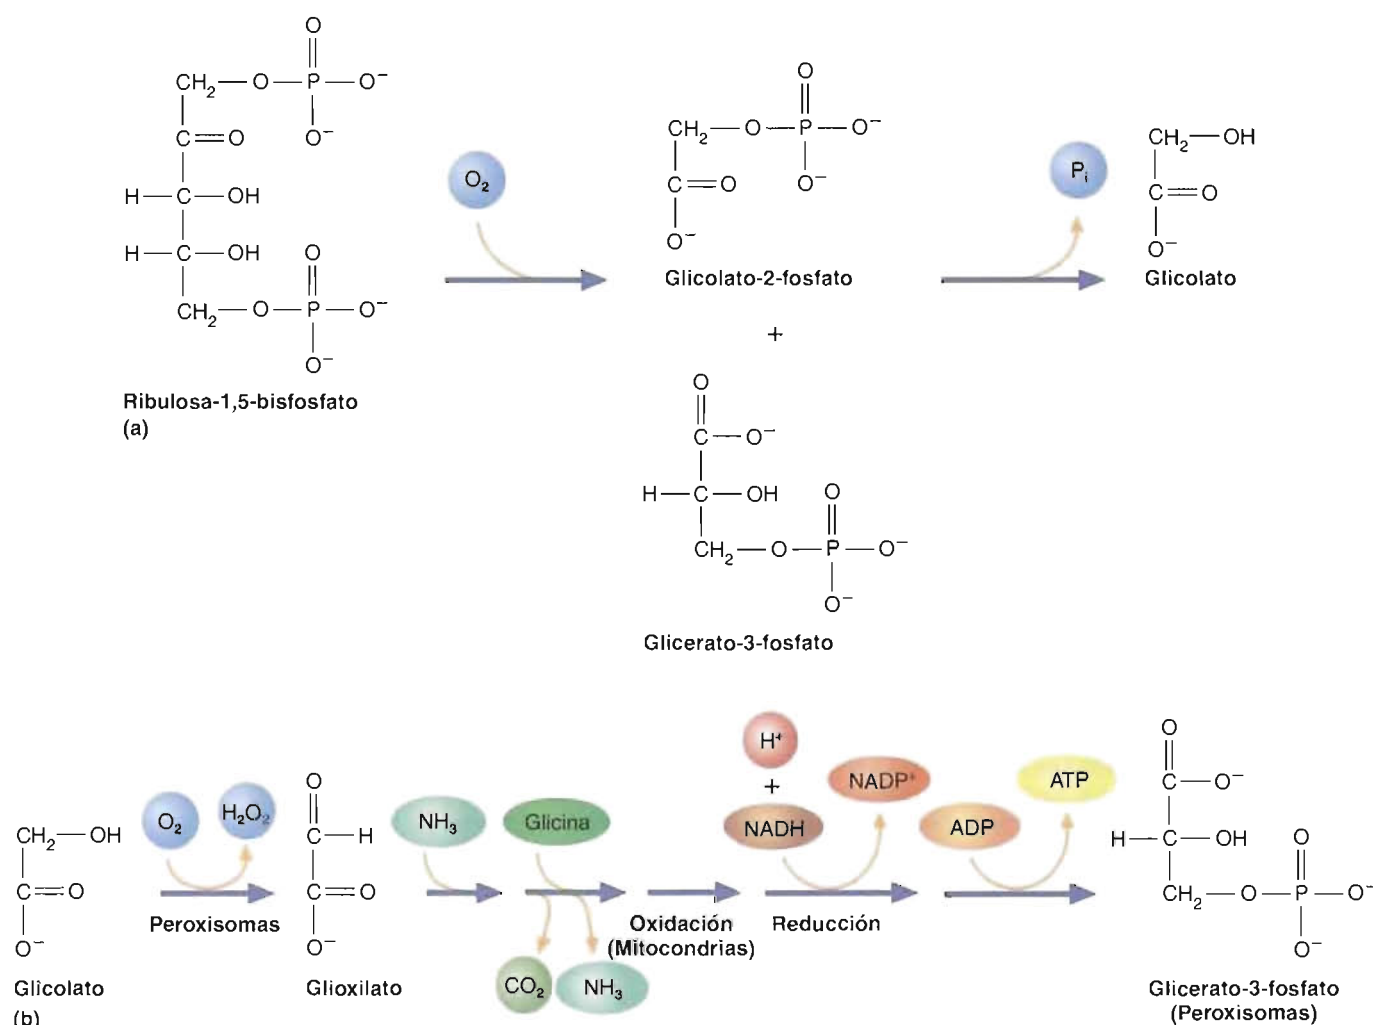 O
CH2—O—P—O−
C=O
O−
H—C—OH
H—C—OH
O
CH2—O—P—O−
O−
Ribulosa-1,5-bisfosfato
(a)
O2
O
CH2—O—P—O−
C=O
O−
O−
Glicolato-2-fosfato
+
O
C—O−
H—C—OH
O
CH2—O—P—O−
O−
Glicerato-3-fosfato
Pi
CH2—OH
C=O
O−
Glicolato
CH2—OH
C=O
O−
Glicolato
(b)
O2
H2O2
Peroxisomas
O
C—H
C=O
O−
Glioxilato
NH3
Glicina
CO2
NH3
Oxidación
(Mitocondrias)
H+
+
NADH
NADP+
Reducción
ADP
ATP
O
C—O−
H—C—OH
O
CH2—O—P—O−
O−
Glicerato-3-fosfato
(Peroxisomas)